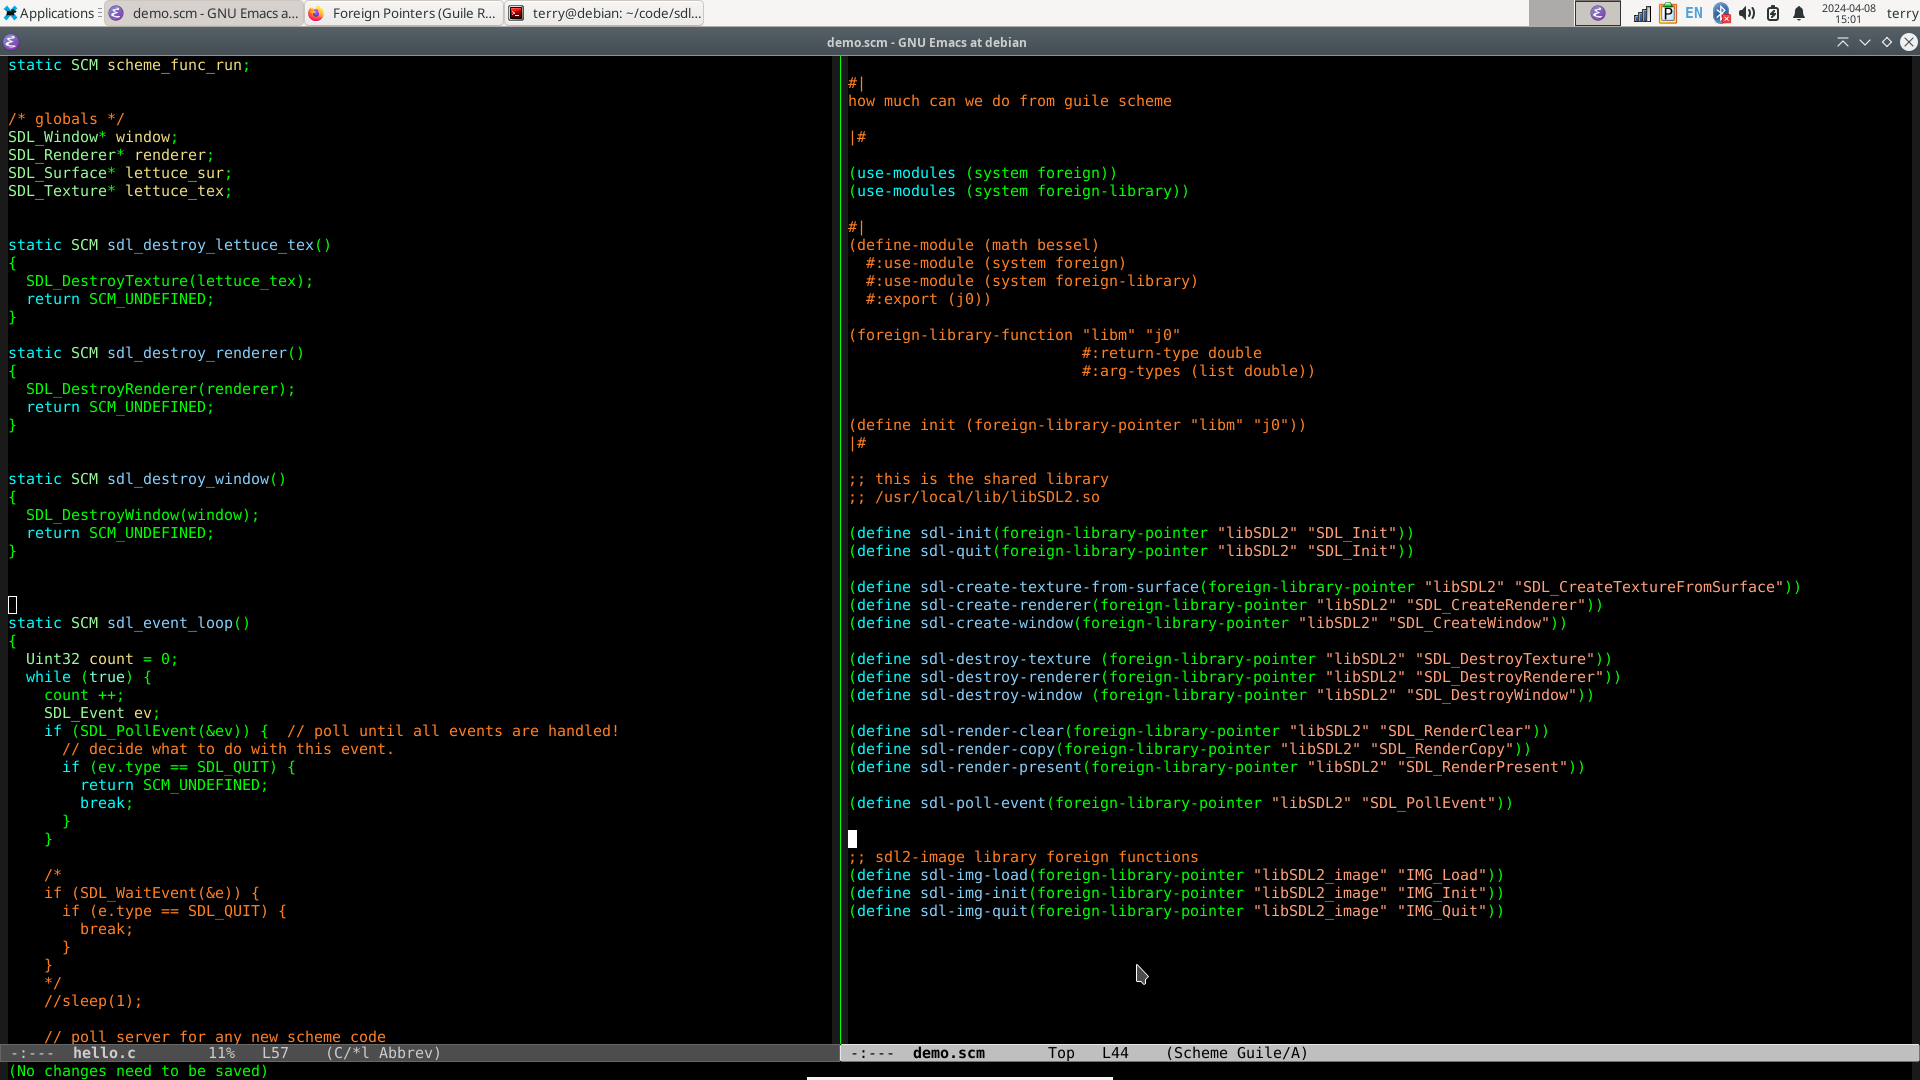 Applications
demo.scm - GNU Emacs a...
Foreign Pointers (Guile R...
terry@debian: ~/code/sdl...
EN
2024-04-08
15:01
terry
demo.scm - GNU Emacs at debian
static SCM scheme_func_run;
/* globals */
SDL_Window* window;
SDL_Renderer* renderer;
SDL_Surface* lettuce_sur;
SDL_Texture* lettuce_tex;
static SCM sdl_destroy_lettuce_tex()
{
  SDL_DestroyTexture(lettuce_tex);
  return SCM_UNDEFINED;
}
static SCM sdl_destroy_renderer()
{
  SDL_DestroyRenderer(renderer);
  return SCM_UNDEFINED;
}
static SCM sdl_destroy_window()
{
  SDL_DestroyWindow(window);
  return SCM_UNDEFINED;
}
static SCM sdl_event_loop()
{
  Uint32 count = 0;
  while (true) {
    count ++;
    SDL_Event ev;
    if (SDL_PollEvent(&ev)) {  // poll until all events are handled!
      // decide what to do with this event.
      if (ev.type == SDL_QUIT) {
        return SCM_UNDEFINED;
        break;
      }
    }
    /*
    if (SDL_WaitEvent(&e)) {
      if (e.type == SDL_QUIT) {
        break;
      }
    }
    */
    //sleep(1);
    // poll server for any new scheme code
-:---  hello.c        11%   L57    (C/*l Abbrev)
(No changes need to be saved)
#|
how much can we do from guile scheme
|#
(use-modules (system foreign))
(use-modules (system foreign-library))
#|
(define-module (math bessel)
  #:use-module (system foreign)
  #:use-module (system foreign-library)
  #:export (j0))
(foreign-library-function "libm" "j0"
                          #:return-type double
                          #:arg-types (list double))
(define init (foreign-library-pointer "libm" "j0"))
|#
;; this is the shared library
;; /usr/local/lib/libSDL2.so
(define sdl-init(foreign-library-pointer "libSDL2" "SDL_Init"))
(define sdl-quit(foreign-library-pointer "libSDL2" "SDL_Init"))
(define sdl-create-texture-from-surface(foreign-library-pointer "libSDL2" "SDL_CreateTextureFromSurface"))
(define sdl-create-renderer(foreign-library-pointer "libSDL2" "SDL_CreateRenderer"))
(define sdl-create-window(foreign-library-pointer "libSDL2" "SDL_CreateWindow"))
(define sdl-destroy-texture (foreign-library-pointer "libSDL2" "SDL_DestroyTexture"))
(define sdl-destroy-renderer(foreign-library-pointer "libSDL2" "SDL_DestroyRenderer"))
(define sdl-destroy-window (foreign-library-pointer "libSDL2" "SDL_DestroyWindow"))
(define sdl-render-clear(foreign-library-pointer "libSDL2" "SDL_RenderClear"))
(define sdl-render-copy(foreign-library-pointer "libSDL2" "SDL_RenderCopy"))
(define sdl-render-present(foreign-library-pointer "libSDL2" "SDL_RenderPresent"))
(define sdl-poll-event(foreign-library-pointer "libSDL2" "SDL_PollEvent"))
;; sdl2-image library foreign functions
(define sdl-img-load(foreign-library-pointer "libSDL2_image" "IMG_Load"))
(define sdl-img-init(foreign-library-pointer "libSDL2_image" "IMG_Init"))
(define sdl-img-quit(foreign-library-pointer "libSDL2_image" "IMG_Quit"))
-:---  demo.scm       Top   L44    (Scheme Guile/A)